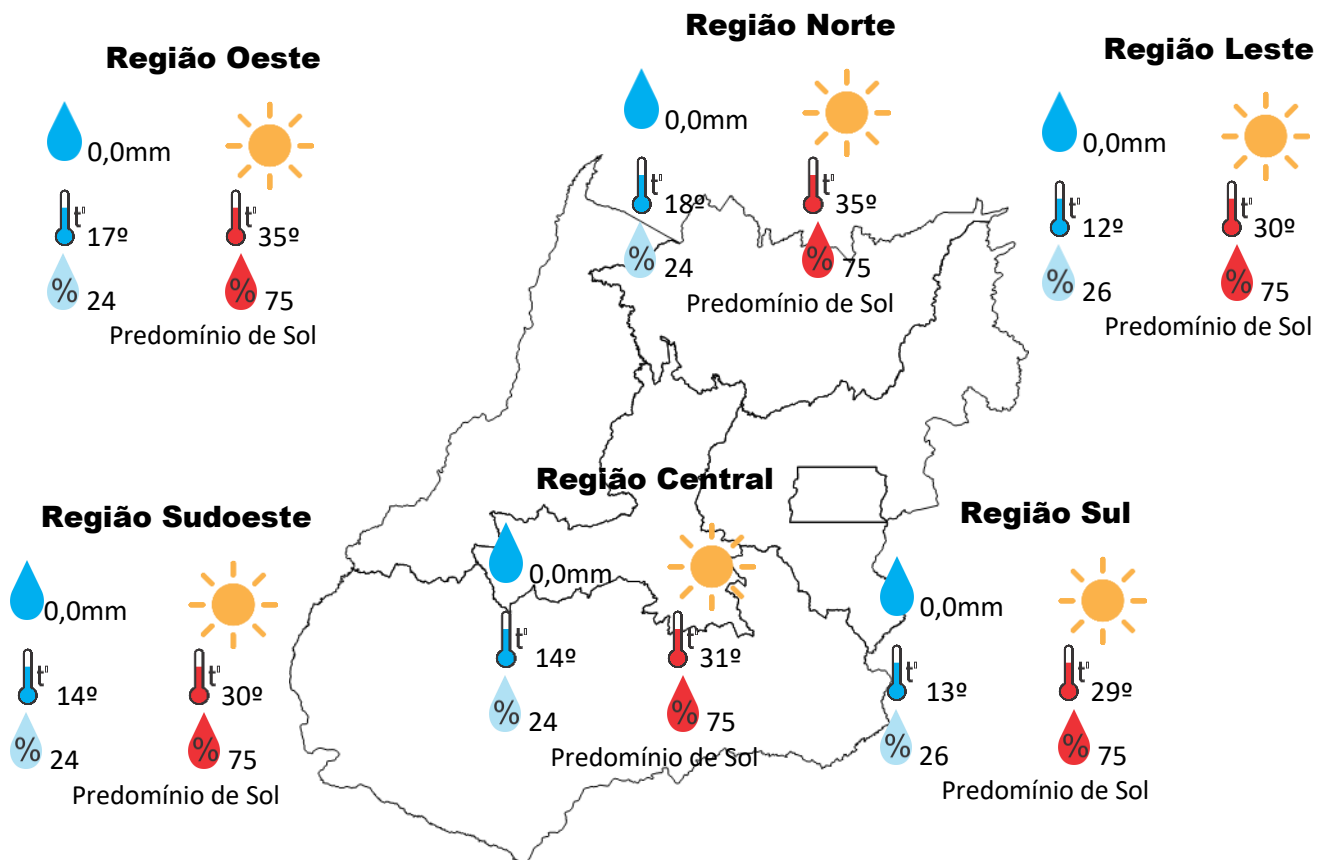 Região Oeste
0,0mm
t°
17º
t°
35º
% 24
% 75
Predomínio de Sol
Região Norte
0,0mm
t°
18º
t°
35º
% 24
% 75
Predomínio de Sol
Região Leste
0,0mm
t°
12º
t°
30º
% 26
% 75
Predomínio de Sol
Região Sudoeste
0,0mm
t°
14º
t°
30º
% 24
% 75
Predomínio de Sol
Região Central
0,0mm
t°
14º
t°
31º
% 24
% 75
Predomínio de Sol
Região Sul
0,0mm
t°
13º
t°
29º
% 26
% 75
Predomínio de Sol